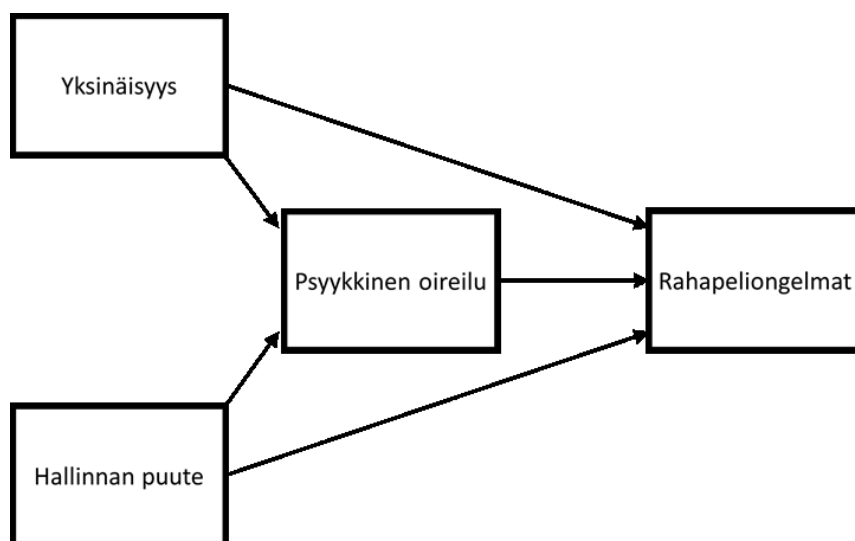 Yksinäisyys
Psyykkinen oireilu
Rahapeliongelmat
Hallinnan puute